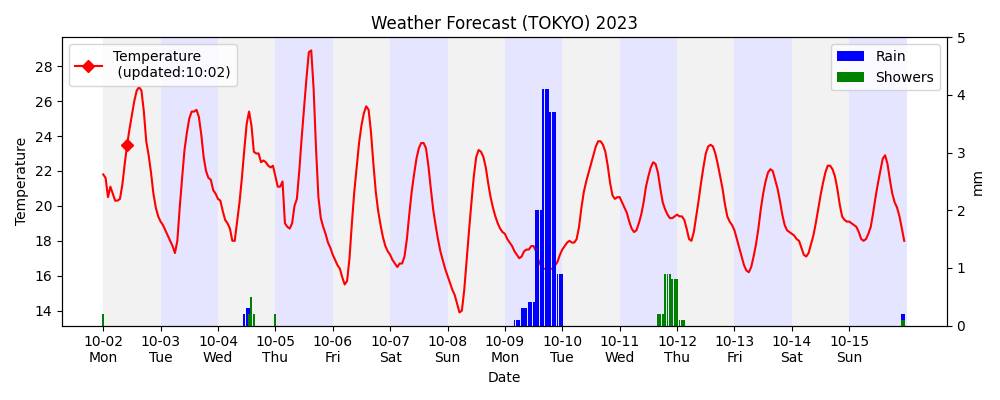 Weather Forecast (TOKYO) 2023
Temperature
(updated:10:02)
Rain
Showers
Temperature
28
26
24
22
20
18
16
14
5
4
3
2
1
0
mm
10-02 10-03 10-04 10-05 10-06 10-07 10-08 10-09 10-10 10-11 10-12 10-13 10-14 10-15
Mon Tue Wed Thu Fri Sat Sun Mon Tue Wed Thu Fri Sat Sun
Date